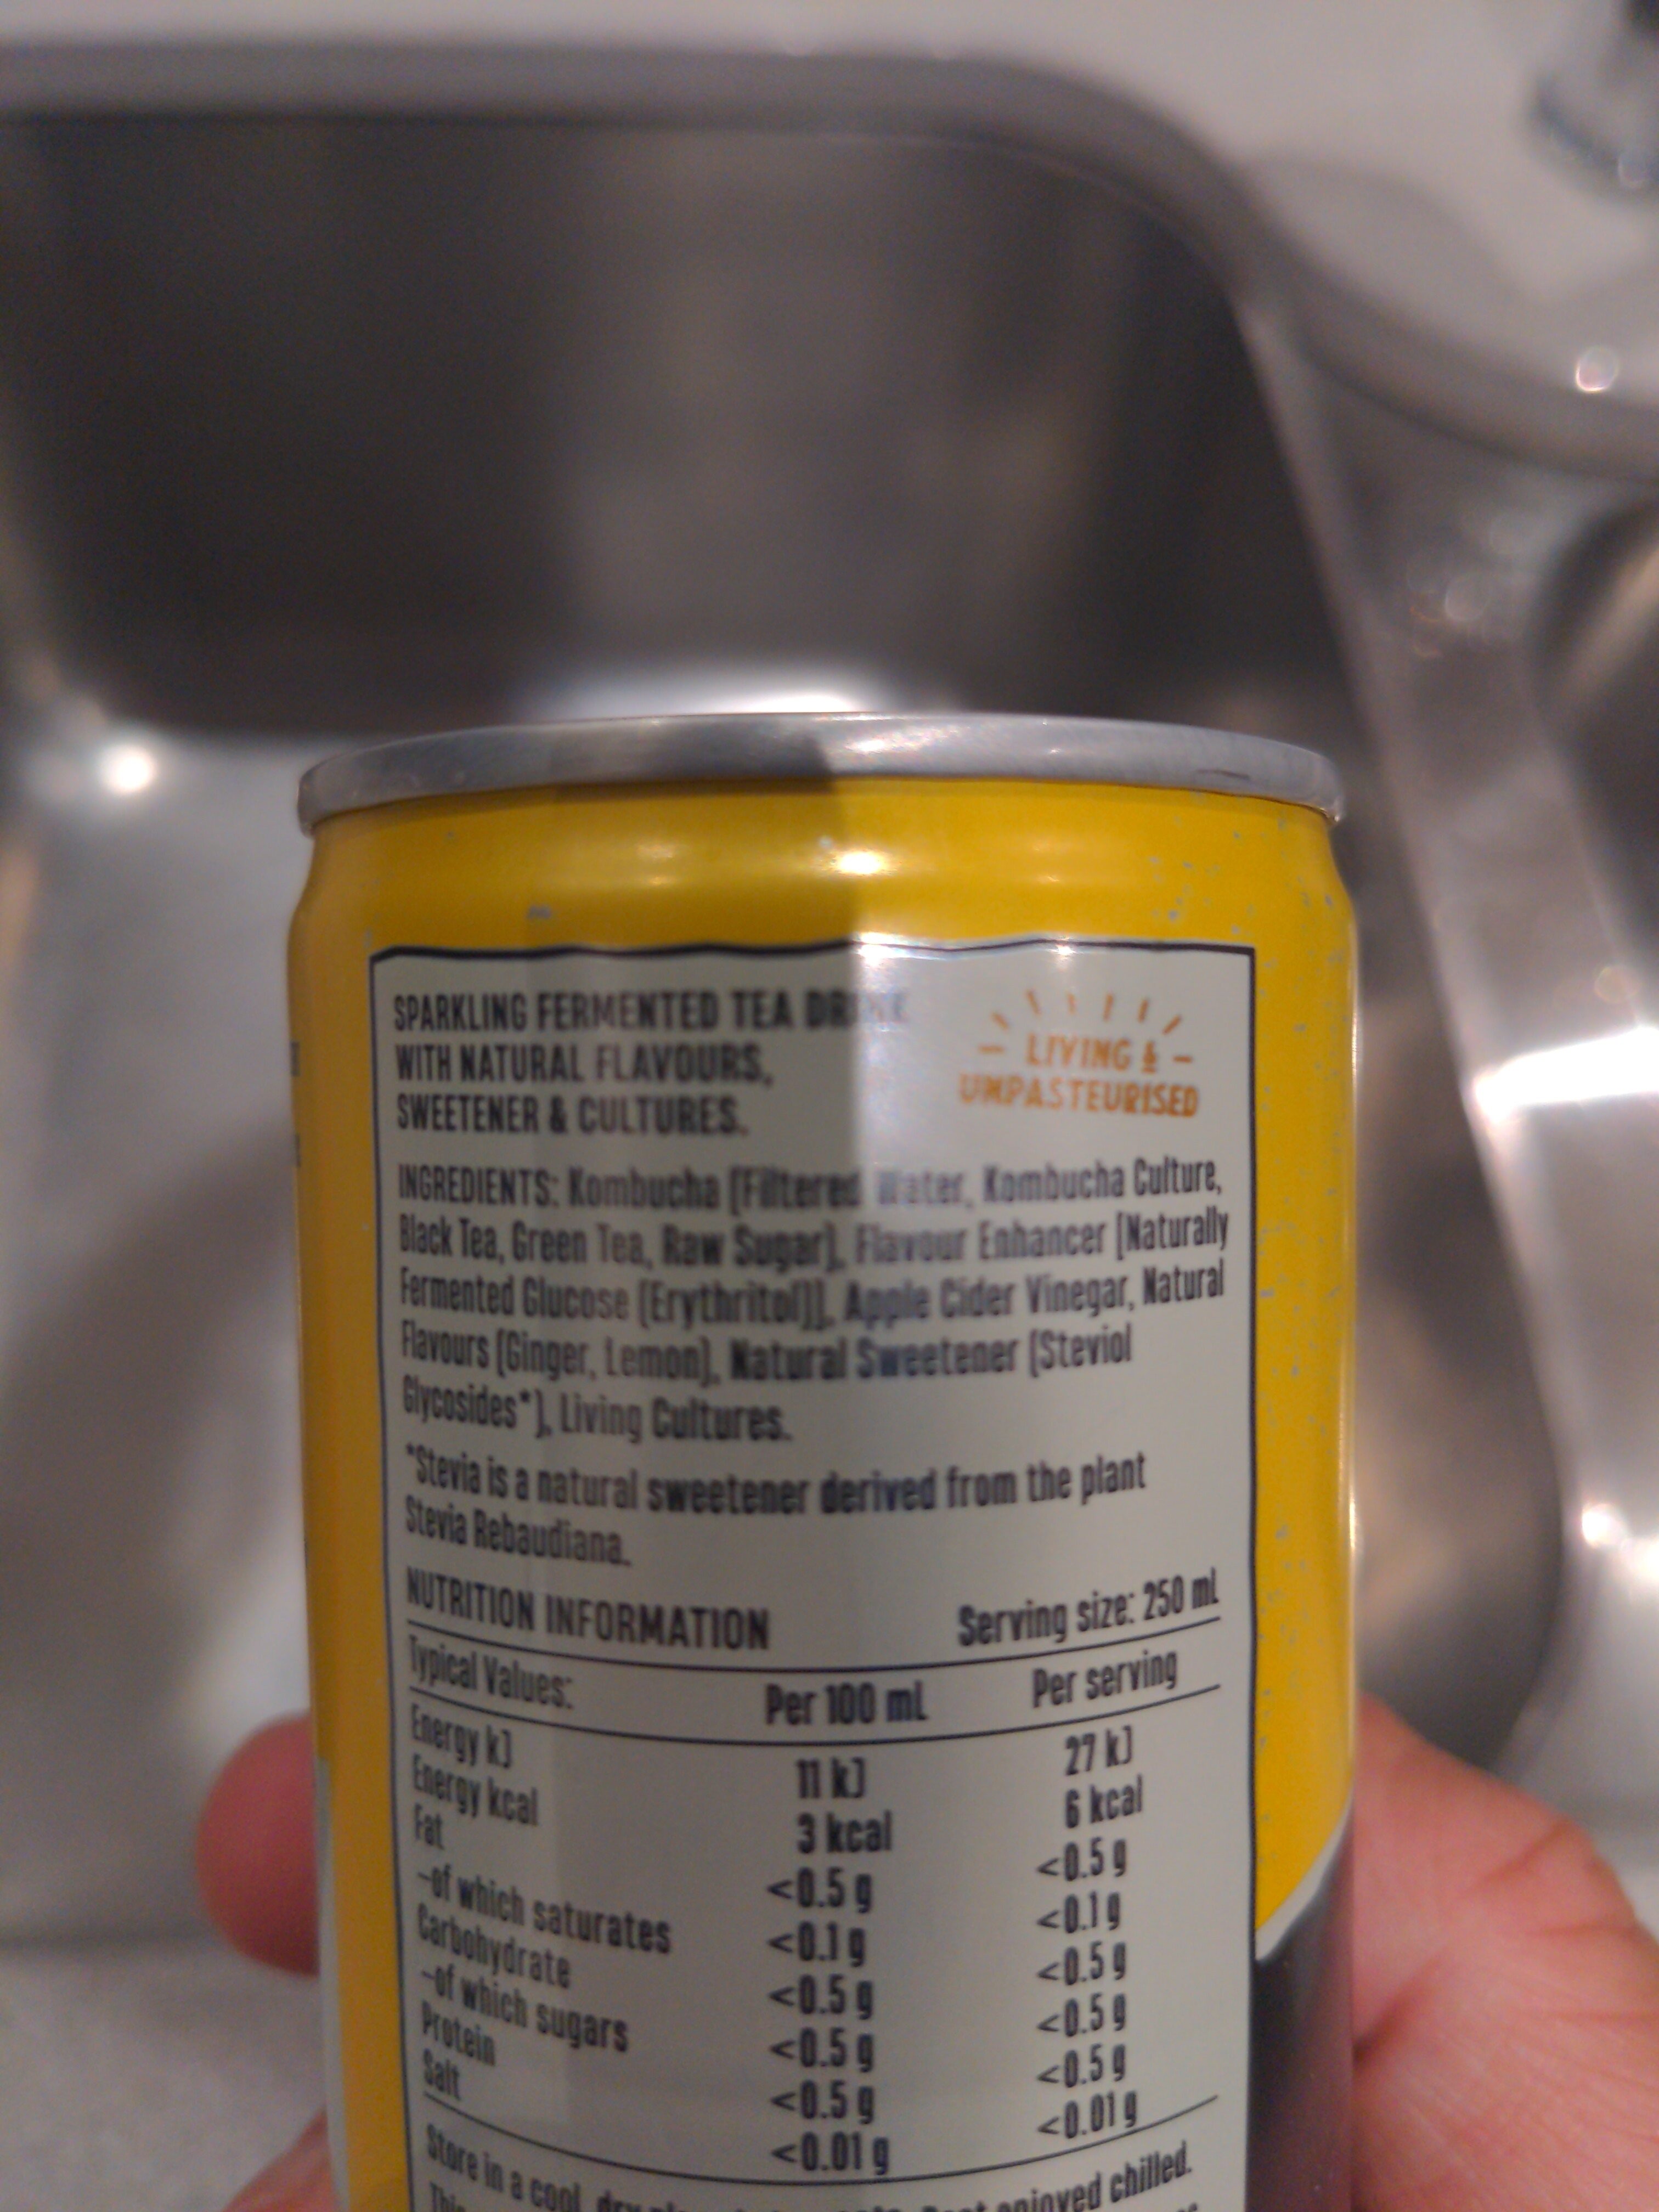 SPARKLING FERMENTED TEA DRINK
WITH NATURAL FLAVOURS,
SWEETENER & CULTURES.
LIVING &
UNPASTEURISED
INGREDIENTS: Kombucha (Filtered Water, Kombucha Culture,
Black Tea, Green Tea, Raw Sugar), Flavour Enhancer [Naturally
Fermented Glucose (Erythritol)], Apple Cider Vinegar, Natural
Flavours (Ginger, Lemon), Natural Sweetener (Steviol
Glycosides*), Living Cultures.
*Stevia is a natural sweetener derived from the plant
Stevia Rebaudiana.
NUTRITION INFORMATION Serving size: 250 ml
Typical Values: Per 100 ml Per serving
Energy kJ 11 kJ 27 kJ
Energy kcal 3 kcal 6 kcal
Fat <0.5 g <0.5 g
-of which saturates <0.1 g <0.1 g
Carbohydrate <0.5 g <0.5 g
-of which sugars <0.5 g <0.5 g
Protein <0.5 g <0.5 g
Salt <0.01 g <0.01 g
Store in a cool, dry enjoyed chilled.